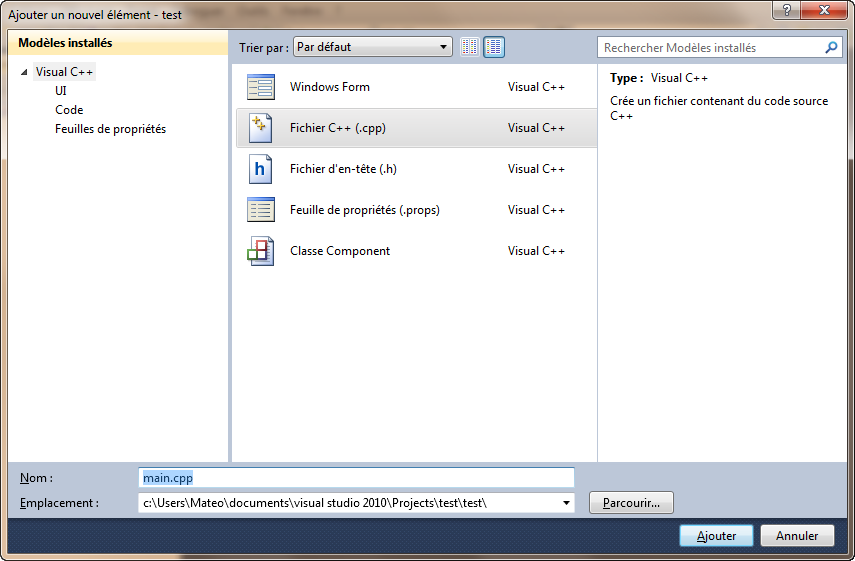 Ajouter un nouvel élément - test
Modèles installés
Visual C++
UI
Code
Feuilles de propriétés
Trier par : Par défaut
Rechercher Modèles installés
Windows Form Visual C++
Fichier C++ (.cpp) Visual C++
Fichier d'en-tête (.h) Visual C++
Feuille de propriétés (.props) Visual C++
Classe Component Visual C++
Type : Visual C++
Crée un fichier contenant du code source
C++
Nom : main.cpp
Emplacement : c:\Users\Mateo\documents\visual studio 2010\Projects\test\test\
Parcourir...
Ajouter Annuler